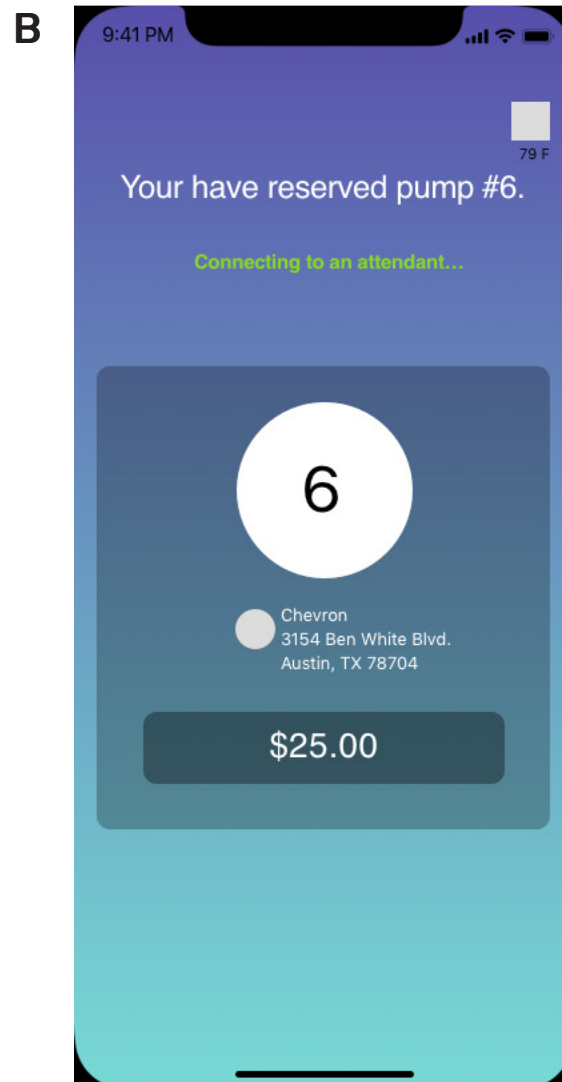 B
9:41 PM
79 F
Your have reserved pump #6.
Connecting to an attendant...
6
Chevron
3154 Ben White Blvd.
Austin, TX 78704
$25.00